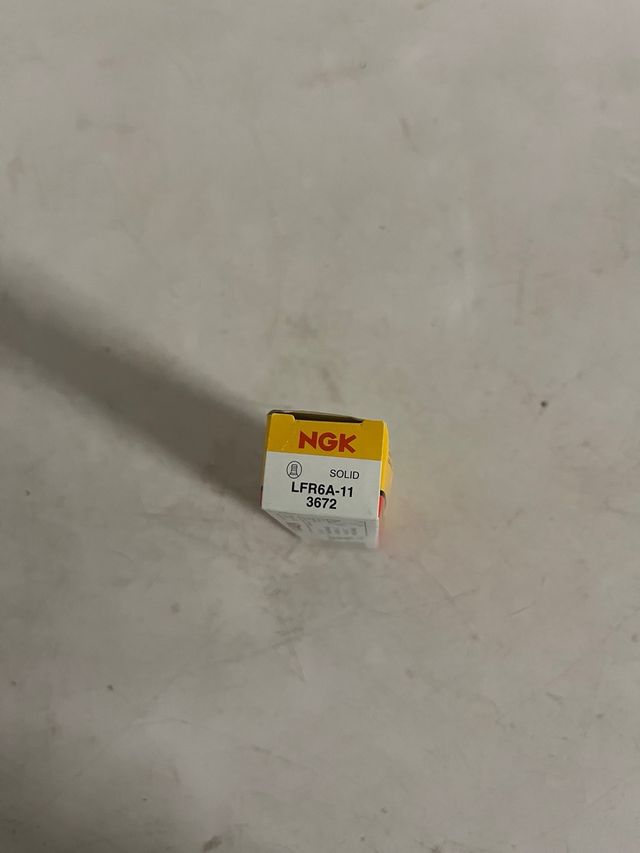 NGK
SOLID
LFR6A-11
3672